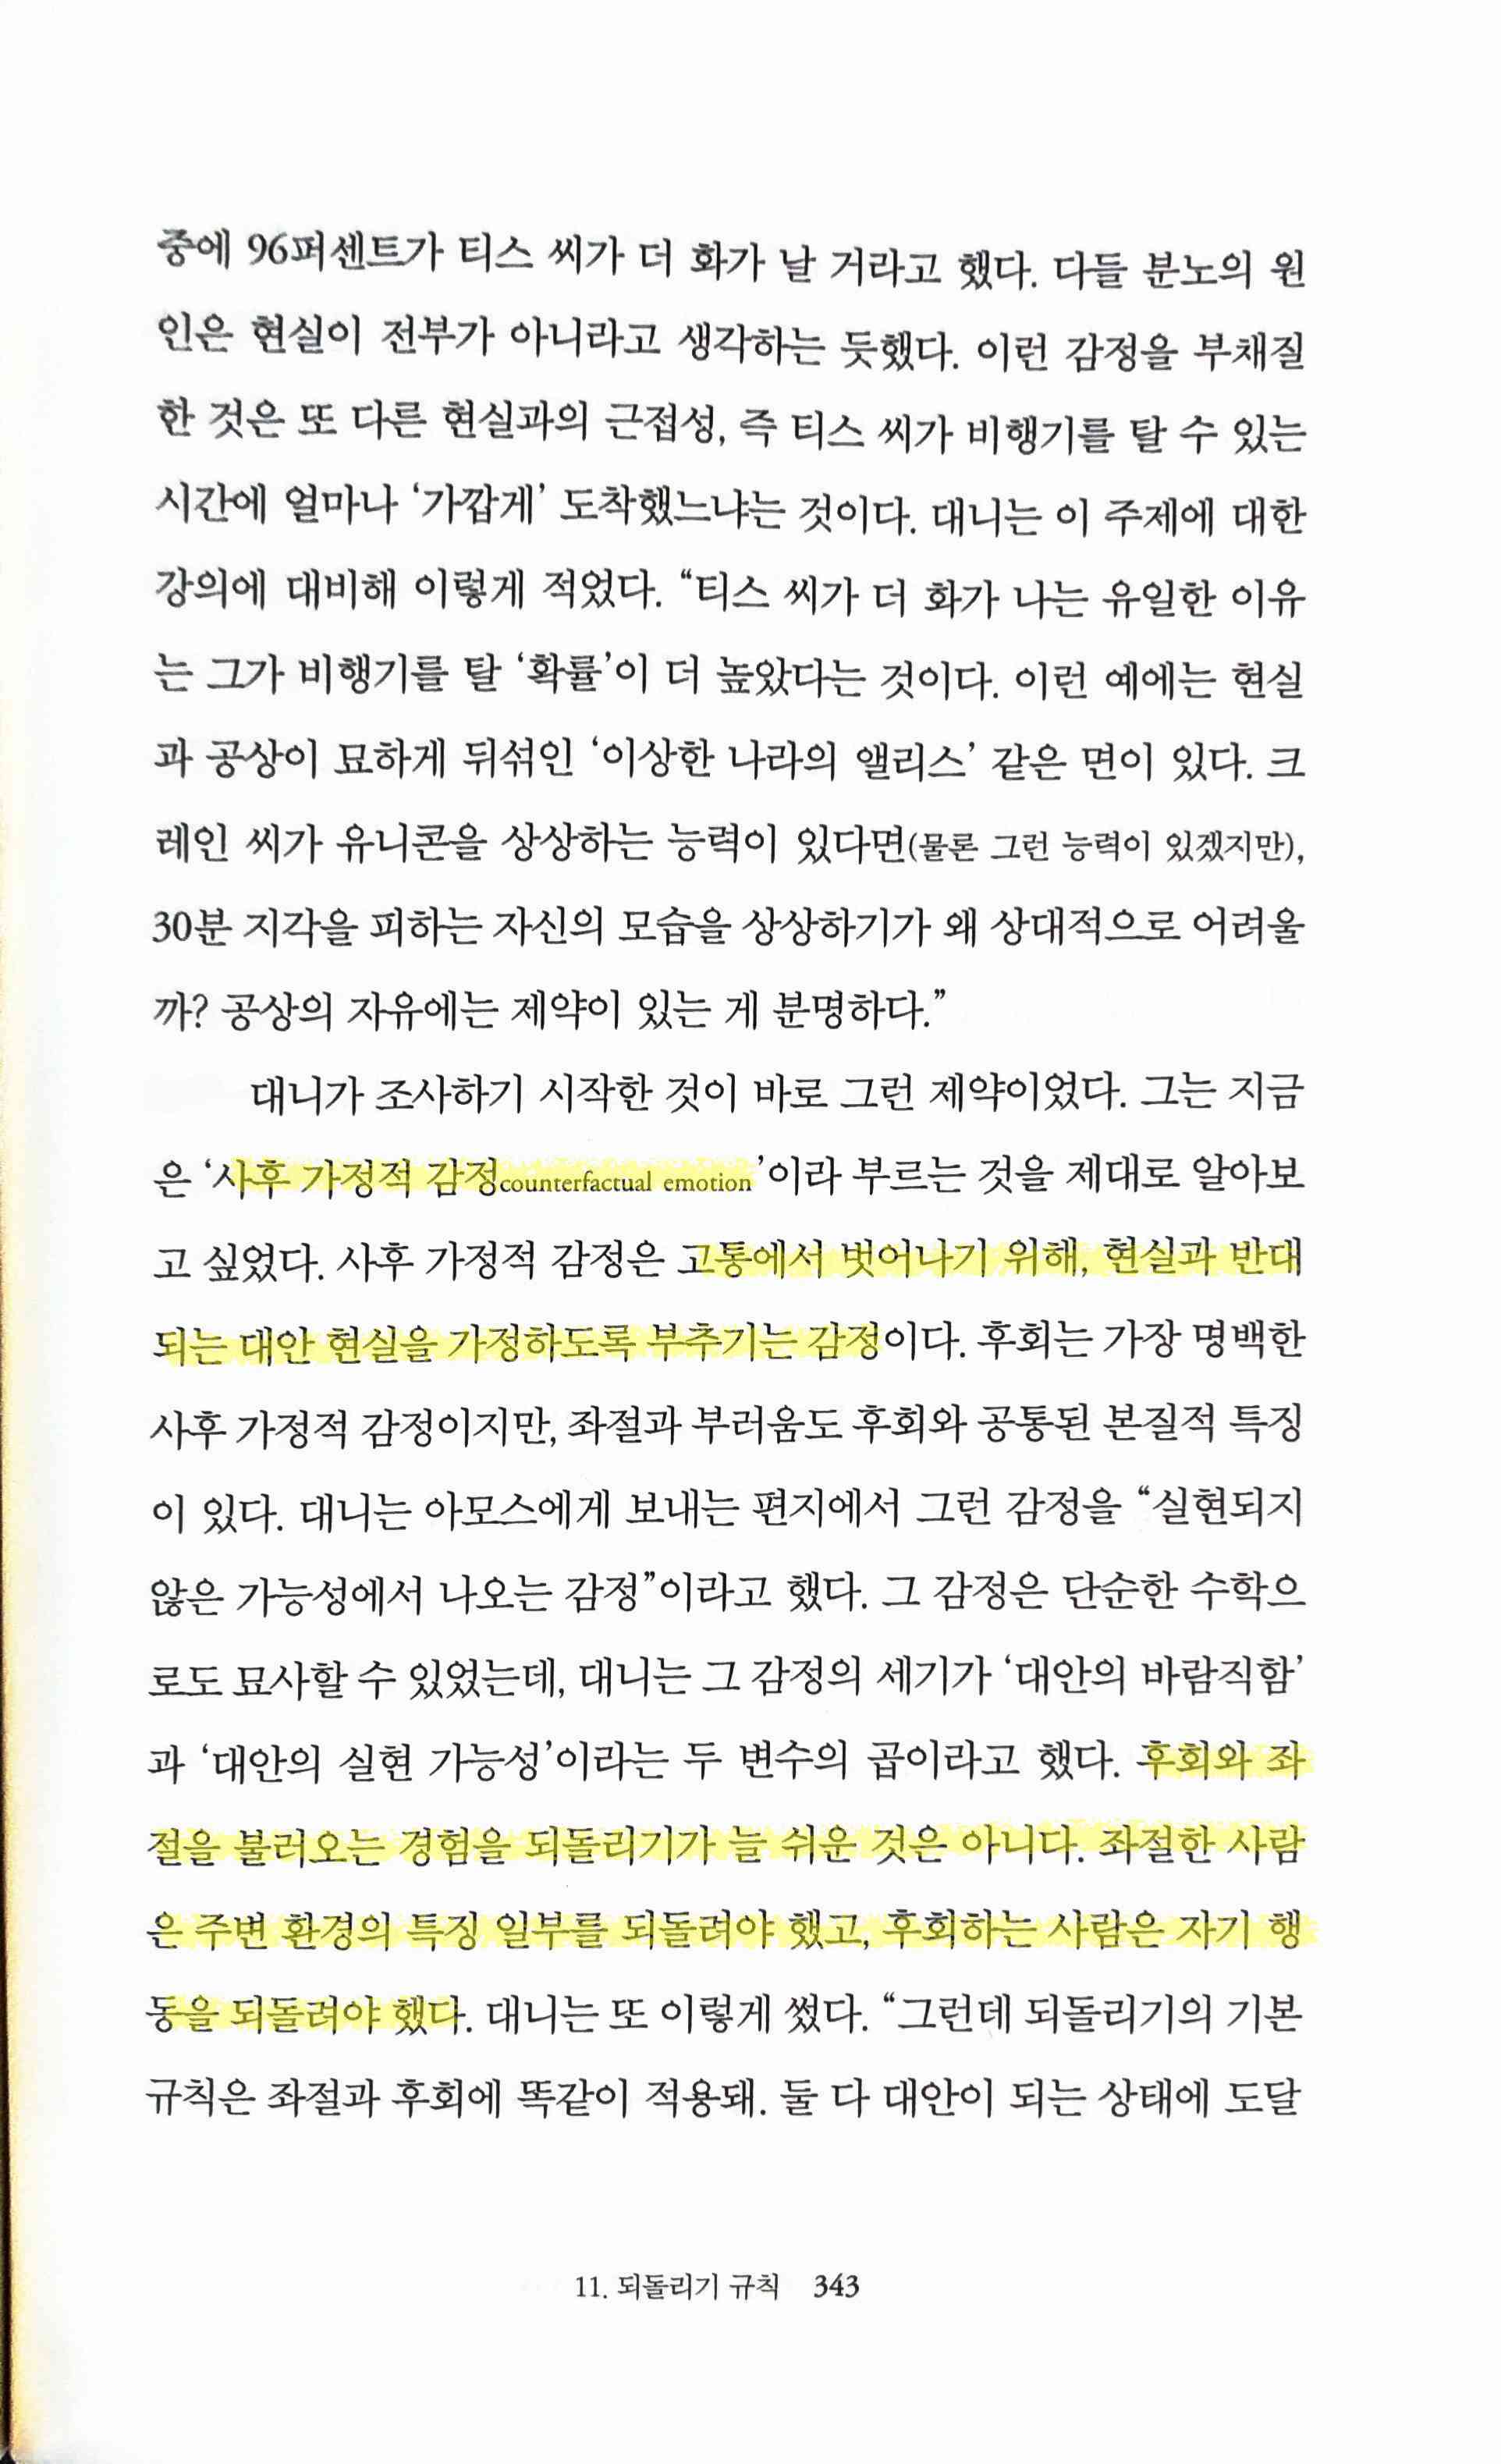 중에 96퍼센트가 티스 씨가 더 화가 날 거라고 했다. 다들 분노의 원
인은 현실이 전부가 아니라고 생각하는 듯했다. 이런 감정을 부채질
한 것은 또 다른 현실과의 근접성, 즉 티스 씨가 비행기를 탈 수 있는
시간에 얼마나 ‘가깝게’ 도착했느냐는 것이다. 대니는 이 주제에 대한
강의에 대비해 이렇게 적었다. “티스 씨가 더 화가 나는 유일한 이유
는 그가 비행기를 탈 ‘확률’이 더 높았다는 것이다. 이런 예에는 현실
과 공상이 묘하게 뒤섞인 ‘이상한 나라의 앨리스’ 같은 면이 있다. 크
레인 씨가 유니콘을 상상하는 능력이 있다면(물론 그런 능력이 있겠지만),
30분 지각을 피하는 자신의 모습을 상상하기가 왜 상대적으로 어려울
까? 공상의 자유에는 제약이 있는 게 분명하다.”
대니가 조사하기 시작한 것이 바로 그런 제약이었다. 그는 지금
은 ‘사후 가정적 감정counterfactual emotion’이라 부르는 것을 제대로 알아보
고 싶었다. 사후 가정적 감정은 고통에서 벗어나기 위해, 현실과 반대
되는 대안 현실을 가정하도록 부추기는 감정이다. 후회는 가장 명백한
사후 가정적 감정이지만, 좌절과 부러움도 후회와 공통된 본질적 특징
이 있다. 대니는 아모스에게 보내는 편지에서 그런 감정을 “실현되지
않은 가능성에서 나오는 감정”이라고 했다. 그 감정은 단순한 수학으
로도 묘사할 수 있었는데, 대니는 그 감정의 세기가 ‘대안의 바람직함’
과 ‘대안의 실현 가능성’이라는 두 변수의 곱이라고 했다. 후회와 좌
절을 불러오는 경험을 되돌리기가 늘 쉬운 것은 아니다. 좌절한 사람
은 주변 환경의 특징 일부를 되돌려야 했고, 후회하는 사람은 자기 행
동을 되돌려야 했다. 대니는 또 이렇게 썼다. “그런데 되돌리기의 기본
규칙은 좌절과 후회에 똑같이 적용돼. 둘 다 대안이 되는 상태에 도달
11. 되돌리기 규칙 343